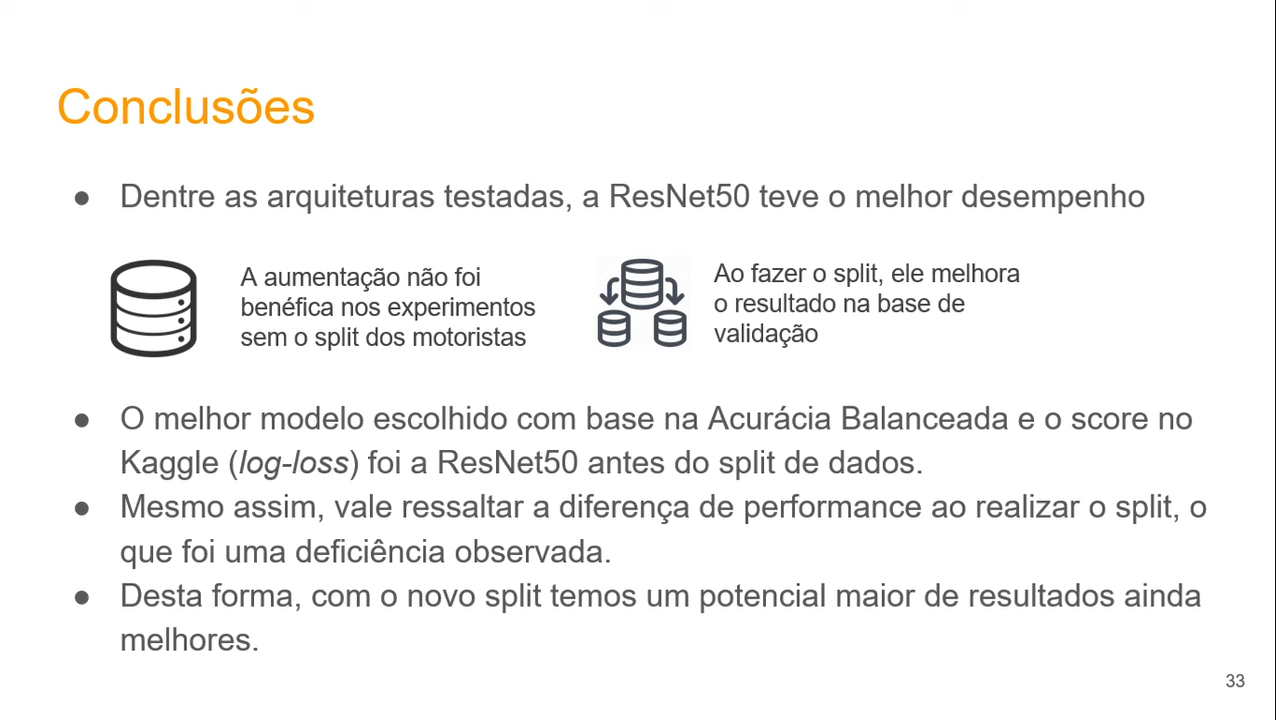 Conclusões
● Dentre as arquiteturas testadas, a ResNet50 teve o melhor desempenho
A aumentação não foi
benéfica nos experimentos
sem o split dos motoristas
Ao fazer o split, ele melhora
o resultado na base de
validação
● O melhor modelo escolhido com base na Acurácia Balanceada e o score no
Kaggle (log-loss) foi a ResNet50 antes do split de dados.
● Mesmo assim, vale ressaltar a diferença de performance ao realizar o split, o
que foi uma deficiência observada.
● Desta forma, com o novo split temos um potencial maior de resultados ainda
melhores.
33